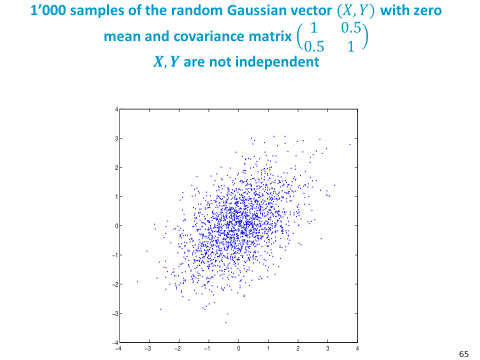 1'000 samples of the random Gaussian vector (X, Y) with zero
mean and covariance matrix ( 1 0.5
0.5 1 )
X, Y are not independent
4
3
2
1
0
−1
−2
−3
−4
−4 −3 −2 −1 0 1 2 3 4
65